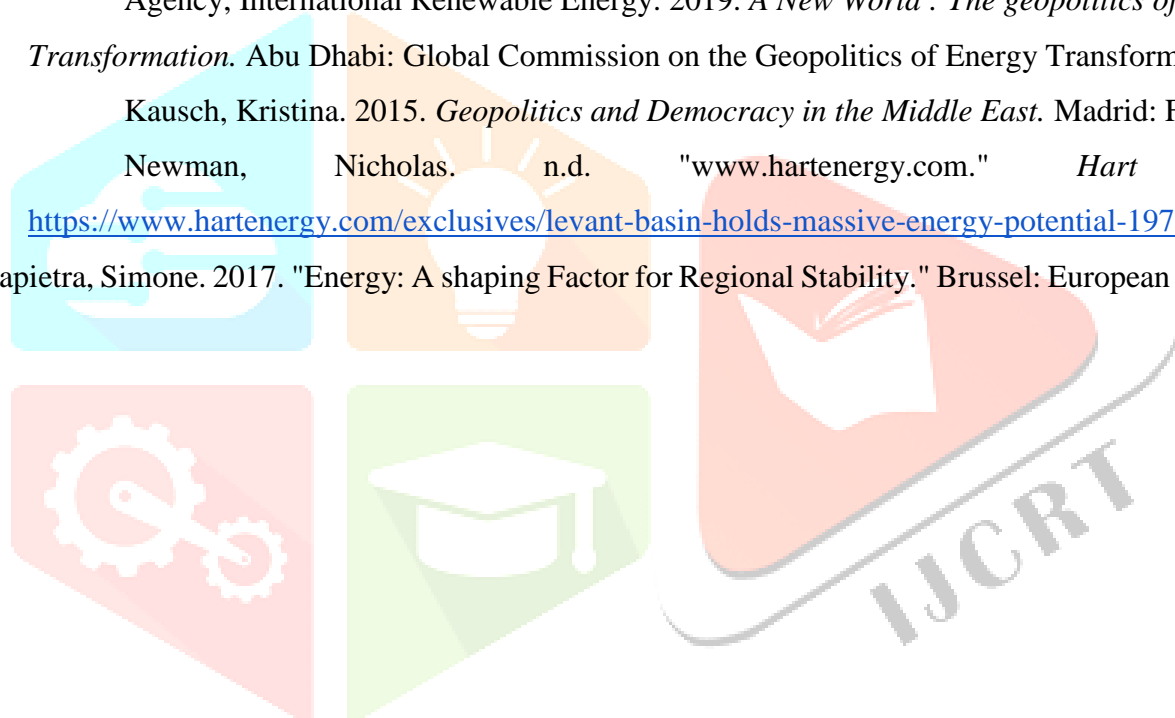 Agency, International Renewable Energy. 2019. A New World : The geopolitics of
Transformation. Abu Dhabi: Global Commission on the Geopolitics of Energy Transform
Kausch, Kristina. 2015. Geopolitics and Democracy in the Middle East. Madrid: F
Newman, Nicholas. n.d. "www.hartenergy.com." Hart
https://www.hartenergy.com/exclusives/levant-basin-holds-massive-energy-potential-197
apietra, Simone. 2017. "Energy: A shaping Factor for Regional Stability." Brussel: European
IJCRT